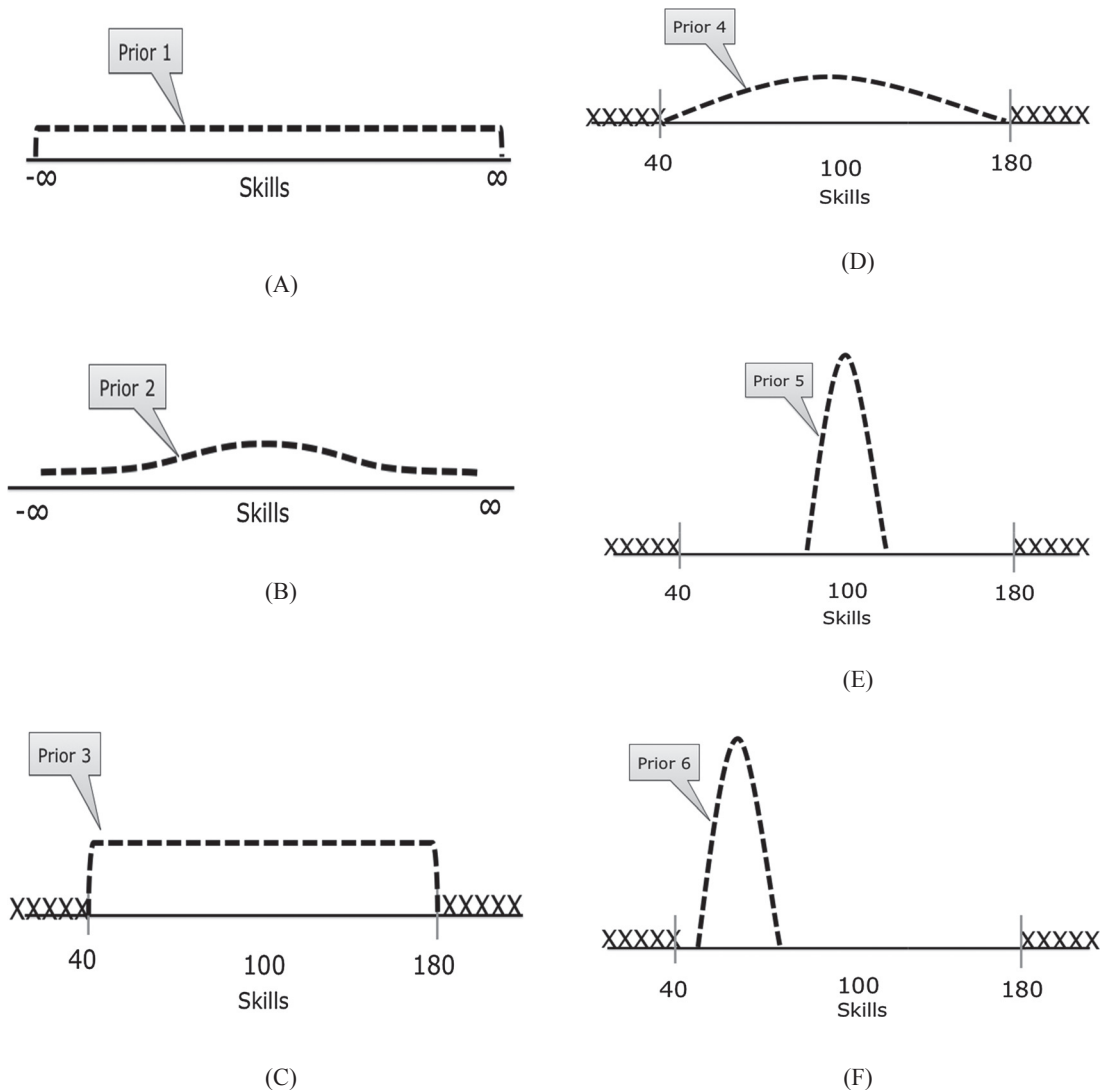 Prior 1
-∞ ∞
Skills
(A)
Prior 2
-∞ Skills ∞
(B)
Prior 3
XXXXX XXXXX
40 100 180
Skills
(C)
Prior 4
XXXXX XXXXX
40 100 180
Skills
(D)
Prior 5
XXXXX XXXXX
40 100 180
Skills
(E)
Prior 6
XXXXX XXXXX
40 100 180
Skills
(F)